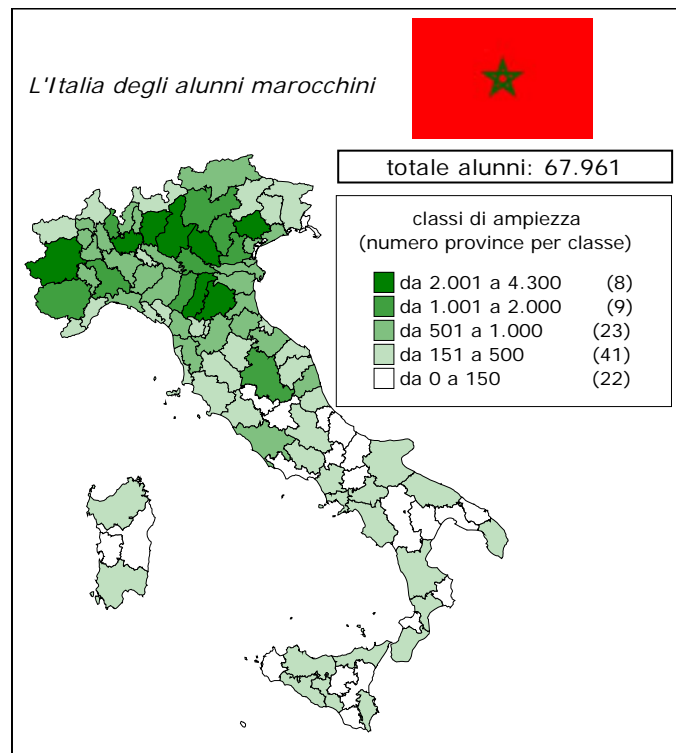 L'Italia degli alunni marocchini
totale alunni: 67.961
classi di ampiezza
(numero province per classe)
da 2.001 a 4.300 (8)
da 1.001 a 2.000 (9)
da 501 a 1.000 (23)
da 151 a 500 (41)
da 0 a 150 (22)